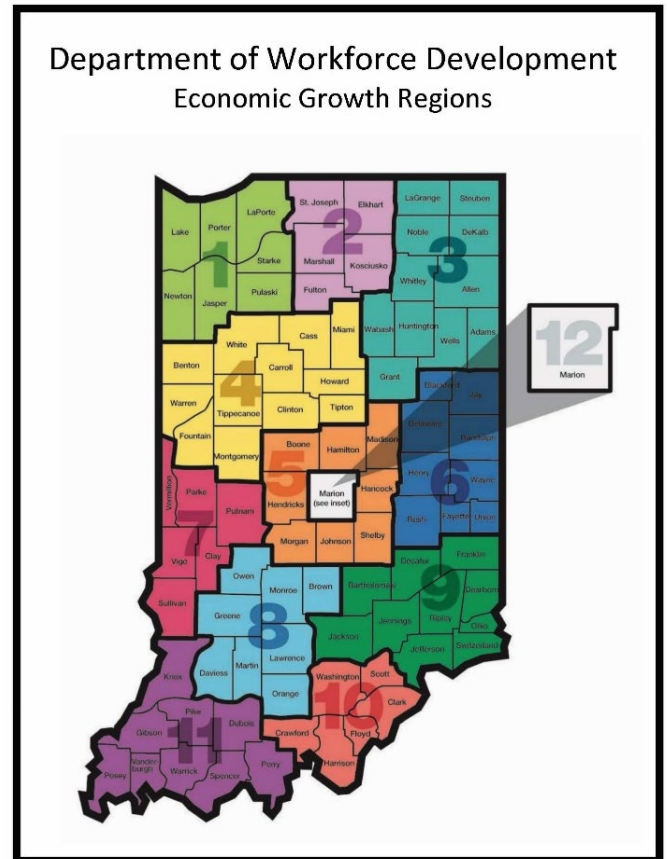 Department of Workforce Development
Economic Growth Regions
LaGrange Steuben
St. Joseph Elkhart
LaPorte
Lake Porter
Noble DeKalb
2
1
3
Starke
Marshall
Kosciusko
Whitley
Allen
Newton
Jasper
Pulaski
Fulton
Miami
Wabash
Huntington
Adams
Wells
12
Marion
White
Cass
Carroll
Benton
Grant
Blackford
Jay
Howard
4
Warren
Tippecanoe
Clinton
Tipton
Delaware
Randolph
Fountain
Montgomery
Boone
Hamilton
Madison
5
Henry
Wayne
6
Vermillion
Parke
Hendricks
Marion
(see inset)
Hancock
Putnam
7
Rush
Fayette
Union
Morgan
Johnson
Shelby
Vigo
Clay
Decatur
Franklin
Owen
Monroe
Brown
Bartholomew
9
Dearborn
Sullivan
Greene
8
Jennings
Ripley
Ohio
Jackson
Jefferson
Switzerland
Lawrence
Martin
Daviess
Knox
Washington
Scott
Orange
10
Clark
Pike
Dubois
Gibson
11
Crawford
Floyd
Harrison
Perry
Posey
Vander
burgh
Warrick
Spencer